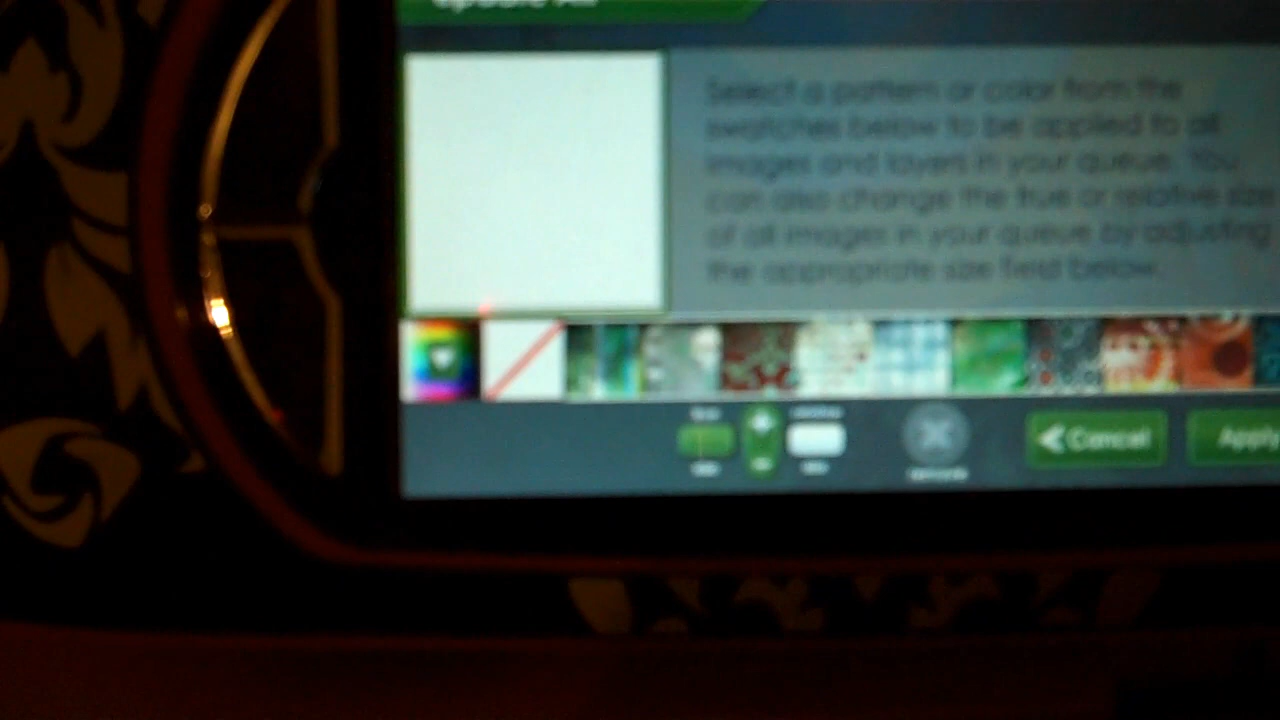 Update All
Select a pattern or color from the
swatches below to be applied to all
images and layers in your queue. You
can also change the true or relative size
of all images in your queue by adjusting
the appropriate size field below.
Cancel
Apply